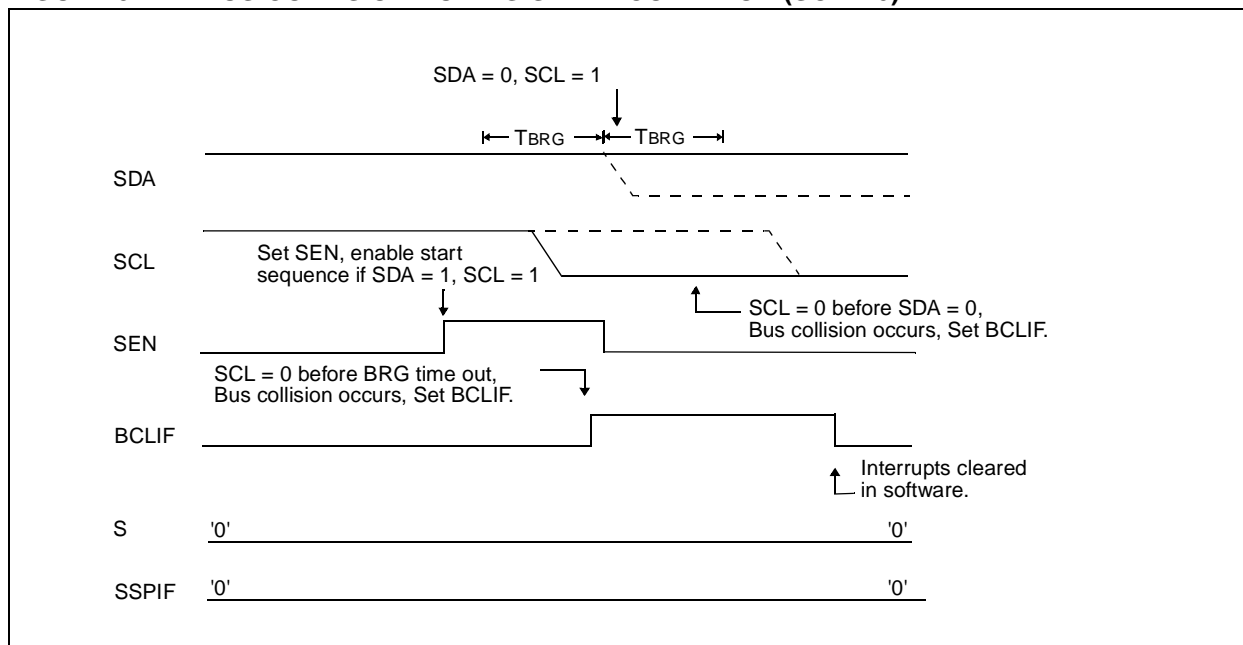 SDA = 0, SCL = 1
TBRG TBRG
SDA
SCL
Set SEN, enable start
sequence if SDA = 1, SCL = 1
SCL = 0 before SDA = 0,
Bus collision occurs, Set BCLIF.
SEN
SCL = 0 before BRG time out,
Bus collision occurs, Set BCLIF.
BCLIF
Interrupts cleared
in software.
S '0' '0'
SSPIF '0' '0'